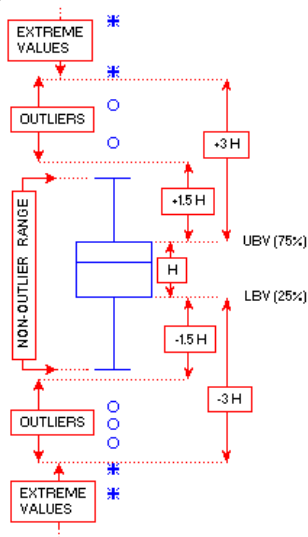 EXTREME
VALUES
OUTLIERS
+3 H
+1.5 H
NON-OUTLIER RANGE
UBV (75%)
H
LBV (25%)
-1.5 H
-3 H
OUTLIERS
EXTREME
VALUES